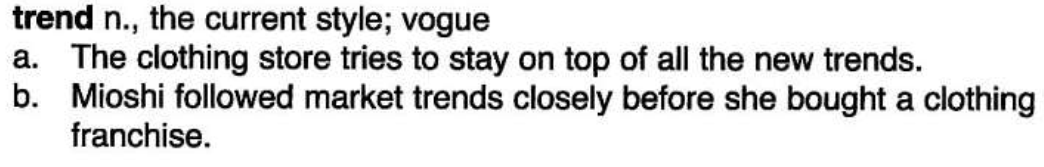 trend n., the current style; vogue
a. The clothing store tries to stay on top of all the new trends.
b. Mioshi followed market trends closely before she bought a clothing
franchise.